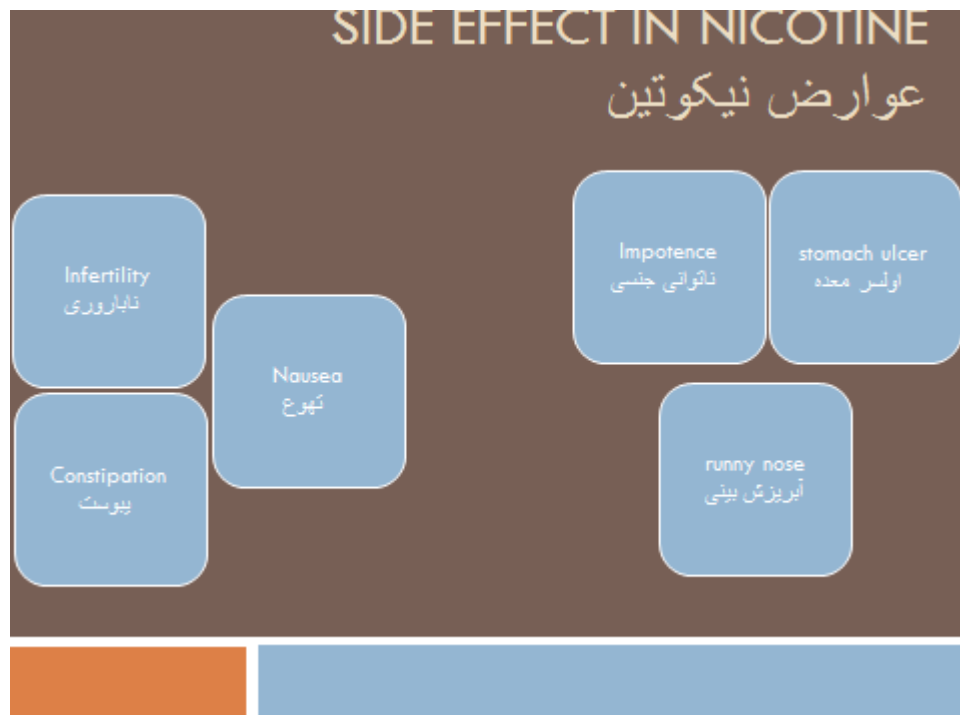 SIDE EFFECT IN NICOTINE
عوارض نیکوتین
Infertility
ناباروری
Nausea
تهوع
Constipation
یبوست
Impotence
ناتوانی جنسی
stomach ulcer
اولسر معده
runny nose
آبریزش بینی